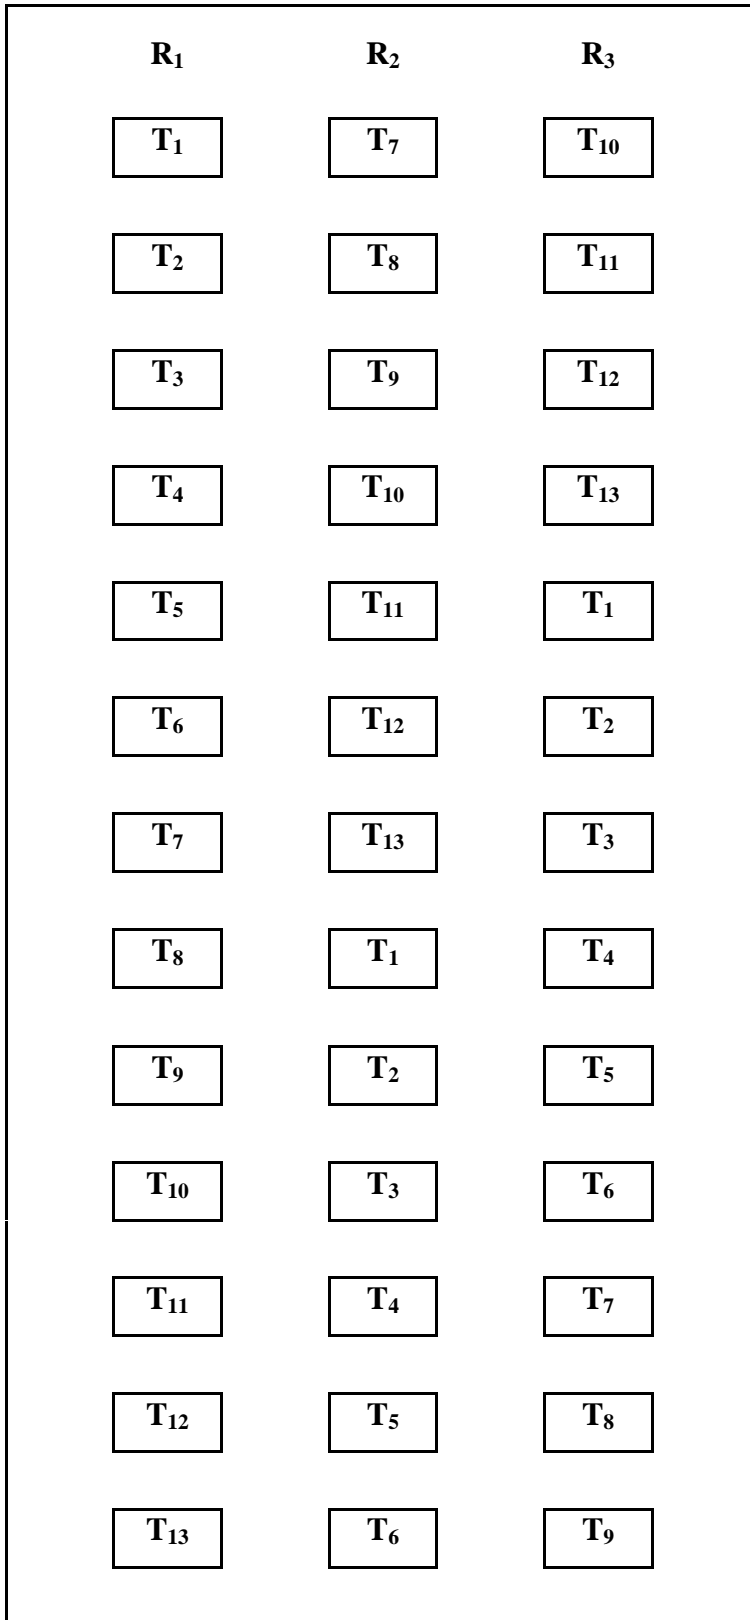 R₁ R₂ R₃
T₁ T₇ T₁₀
T₂ T₈ T₁₁
T₃ T₉ T₁₂
T₄ T₁₀ T₁₃
T₅ T₁₁ T₁
T₆ T₁₂ T₂
T₇ T₁₃ T₃
T₈ T₁ T₄
T₉ T₂ T₅
T₁₀ T₃ T₆
T₁₁ T₄ T₇
T₁₂ T₅ T₈
T₁₃ T₆ T₉